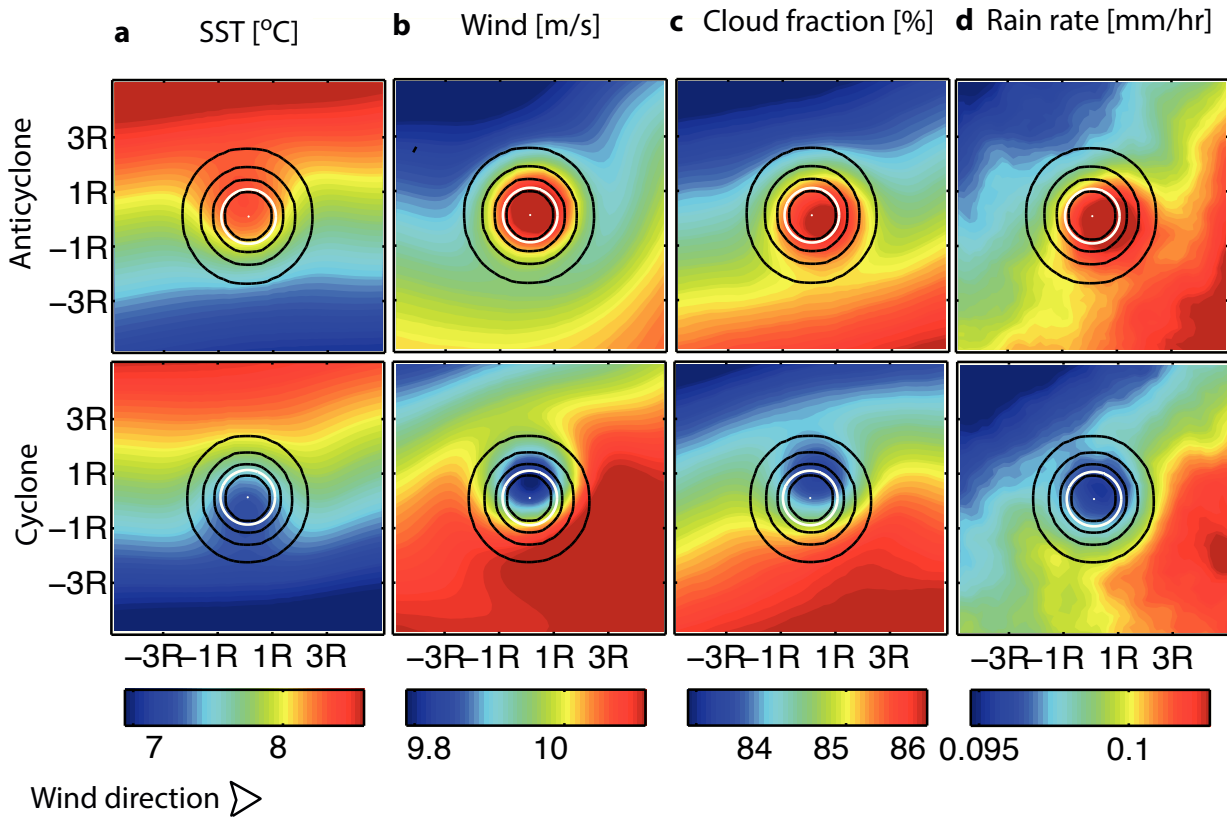 a SST [°C] b Wind [m/s] c Cloud fraction [%] d Rain rate [mm/hr]
Anticyclone
3R
1R
−1R
−3R
Cyclone
3R
1R
−1R
−3R
−3R −1R 1R 3R −3R −1R 1R 3R −3R −1R 1R 3R −3R −1R 1R 3R
7 8 9.8 10 84 85 86 0.095 0.1
Wind direction